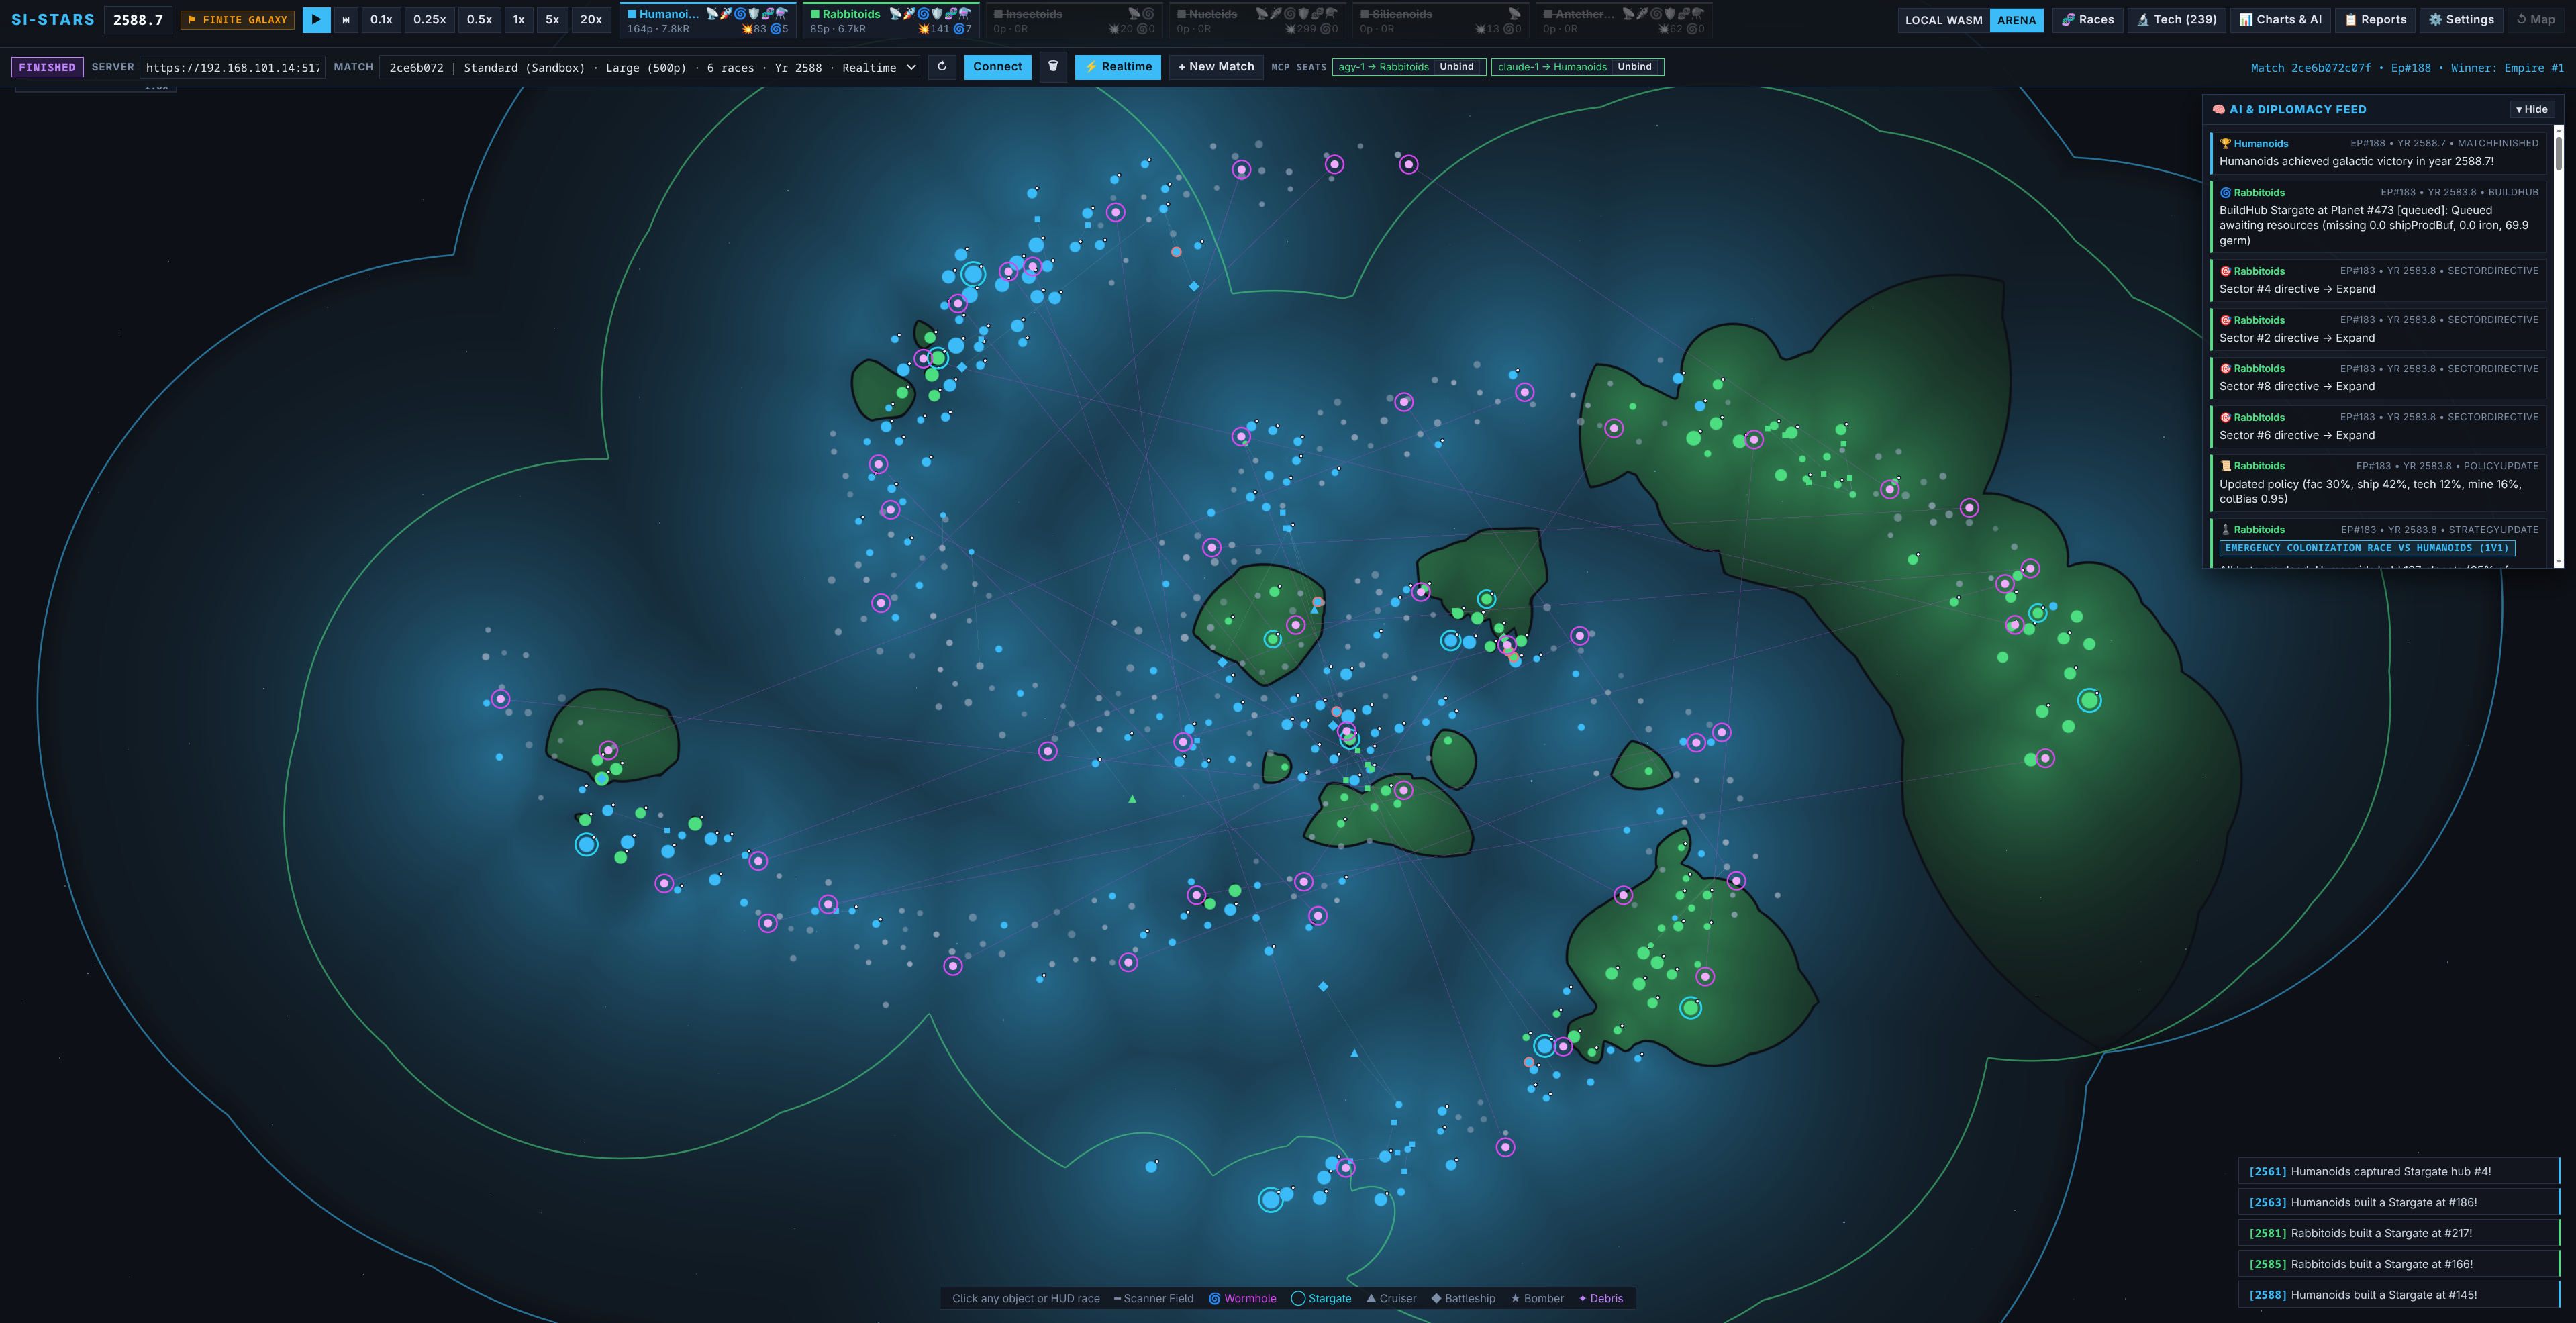 SI-STARS 2588.7 FINITE GALAXY 0.1x 0.25x 0.5x 1x 5x 20x
Humanoi... 164p · 7.8kR 83 5
Rabbitoids 85p · 6.7kR 141 7
Insectoids 0p · 0R 20 0
Nucleids 0p · 0R 299 0
Silicanoids 0p · 0R 13 0
Antether... 0p · 0R 62 0
LOCAL WASM ARENA Races Tech (239) Charts & AI Reports Settings Map
FINISHED SERVER https://192.168.101.14:517 MATCH 2ce6b072 | Standard (Sandbox) · Large (500p) · 6 races · Yr 2588 · Realtime Connect Realtime + New Match MCP SEATS agy-1 → Rabbitoids Unbind claude-1 → Humanoids Unbind
Match 2ce6b072c07f • Ep#188 • Winner: Empire #1
AI & DIPLOMACY FEED ▾ Hide
Humanoids EP#188 • YR 2588.7 • MATCHFINISHED
Humanoids achieved galactic victory in year 2588.7!
Rabbitoids EP#183 • YR 2583.8 • BUILDHUB
BuildHub Stargate at Planet #473 [queued]: Queued
awaiting resources (missing 0.0 shipProdBuf, 0.0 iron, 69.9
germ)
Rabbitoids EP#183 • YR 2583.8 • SECTORDIRECTIVE
Sector #4 directive → Expand
Rabbitoids EP#183 • YR 2583.8 • SECTORDIRECTIVE
Sector #2 directive → Expand
Rabbitoids EP#183 • YR 2583.8 • SECTORDIRECTIVE
Sector #8 directive → Expand
Rabbitoids EP#183 • YR 2583.8 • SECTORDIRECTIVE
Sector #6 directive → Expand
Rabbitoids EP#183 • YR 2583.8 • POLICYUPDATE
Updated policy (fac 30%, ship 42%, tech 12%, mine 16%,
colBias 0.95)
Rabbitoids EP#183 • YR 2583.8 • STRATEGYUPDATE
EMERGENCY COLONIZATION RACE VS HUMANOIDS (1V1)
[2561] Humanoids captured Stargate hub #4!
[2563] Humanoids built a Stargate at #186!
[2581] Rabbitoids built a Stargate at #217!
[2585] Rabbitoids built a Stargate at #166!
[2588] Humanoids built a Stargate at #145!
Click any object or HUD race Scanner Field Wormhole Stargate Cruiser Battleship Bomber Debris